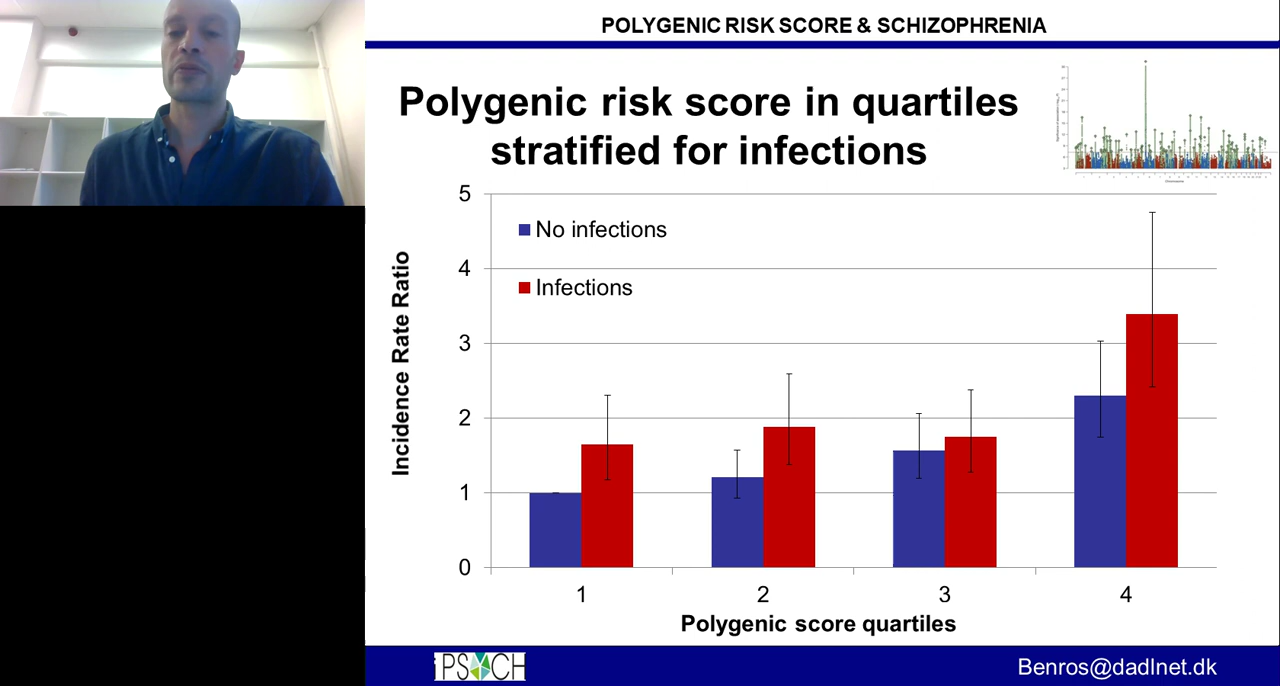 POLYGENIC RISK SCORE & SCHIZOPHRENIA
Polygenic risk score in quartiles
stratified for infections
5
No infections
4
Infections
3
2
1
0
Incidence Rate Ratio
1 2 3 4
Polygenic score quartiles
iPSYCH
Benros@dadlnet.dk